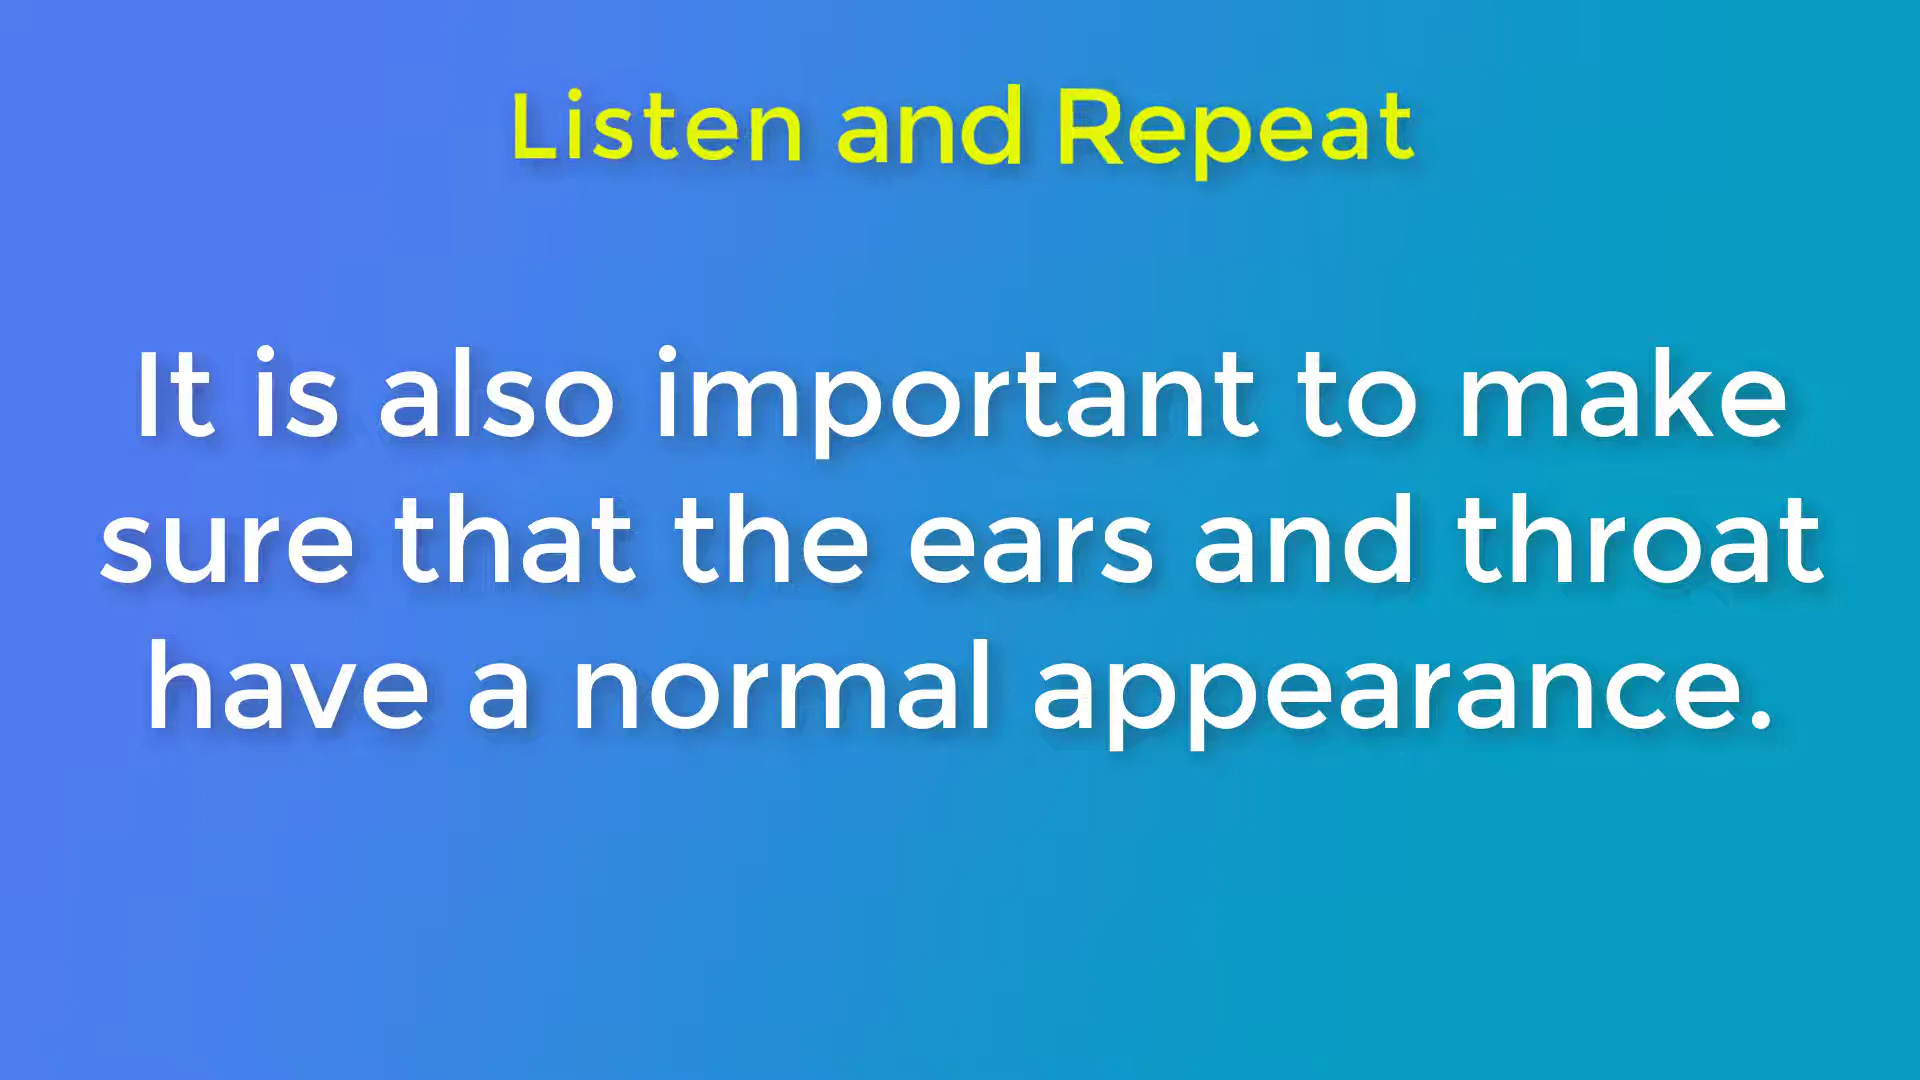 Listen and Repeat
It is also important to make
sure that the ears and throat
have a normal appearance.